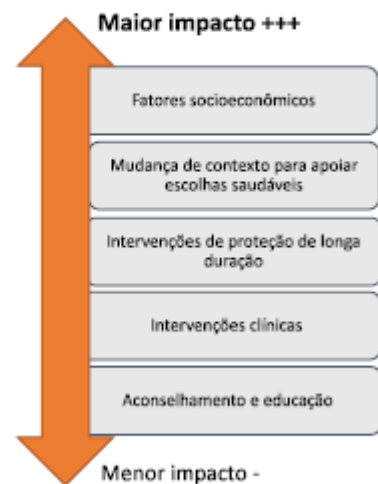 Maior impacto +++
Fatores socioeconômicos
Mudança de contexto para apoiar
escolhas saudáveis
Intervenções de proteção de longa
duração
Intervenções clínicas
Aconselhamento e educação
Menor impacto -